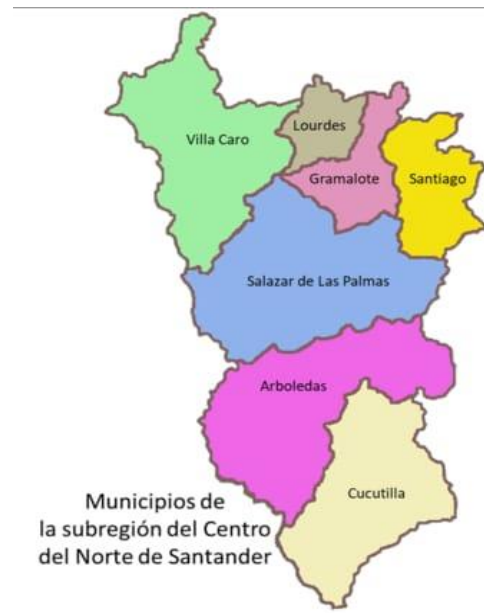 Villa Caro
Lourdes
Gramalote
Santiago
Salazar de Las Palmas
Arboledas
Cucutilla
Municipios de
la subregión del Centro
del Norte de Santander